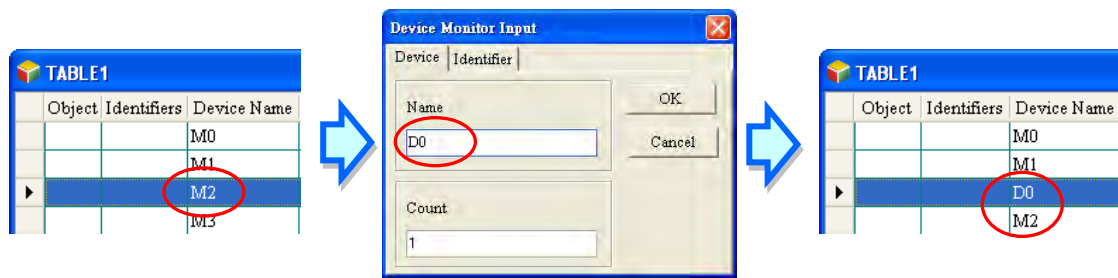 TABLE1
Object Identifiers Device Name
M0
M1
M2
M3
Device Monitor Input
Device Identifier
Name
D0
Count
1
OK
Cancel
TABLE1
Object Identifiers Device Name
M0
M1
D0
M2